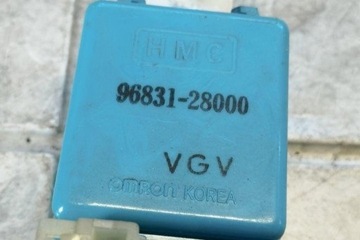 HMC
96831-28000
VGV
omron KOREA